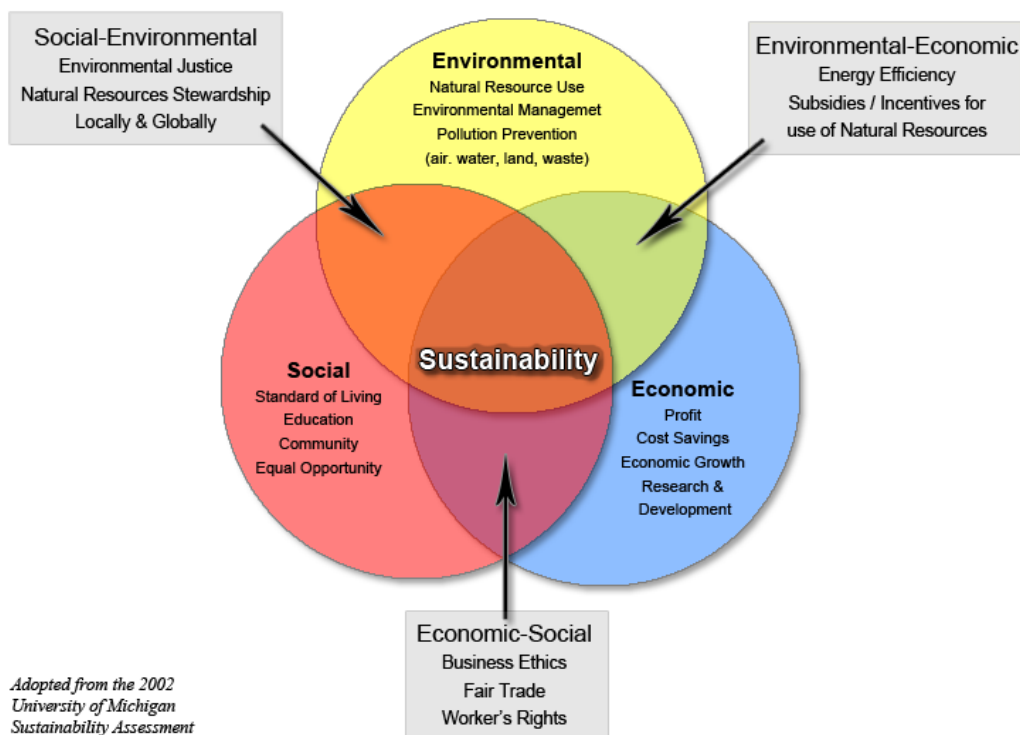 Social-Environmental
Environmental Justice
Natural Resources Stewardship
Locally & Globally
Environmental
Natural Resource Use
Environmental Managemet
Pollution Prevention
(air. water, land, waste)
Environmental-Economic
Energy Efficiency
Subsidies / Incentives for
use of Natural Resources
Sustainability
Social
Standard of Living
Education
Community
Equal Opportunity
Economic
Profit
Cost Savings
Economic Growth
Research &
Development
Economic-Social
Business Ethics
Fair Trade
Worker's Rights
Adopted from the 2002
University of Michigan
Sustainability Assessment